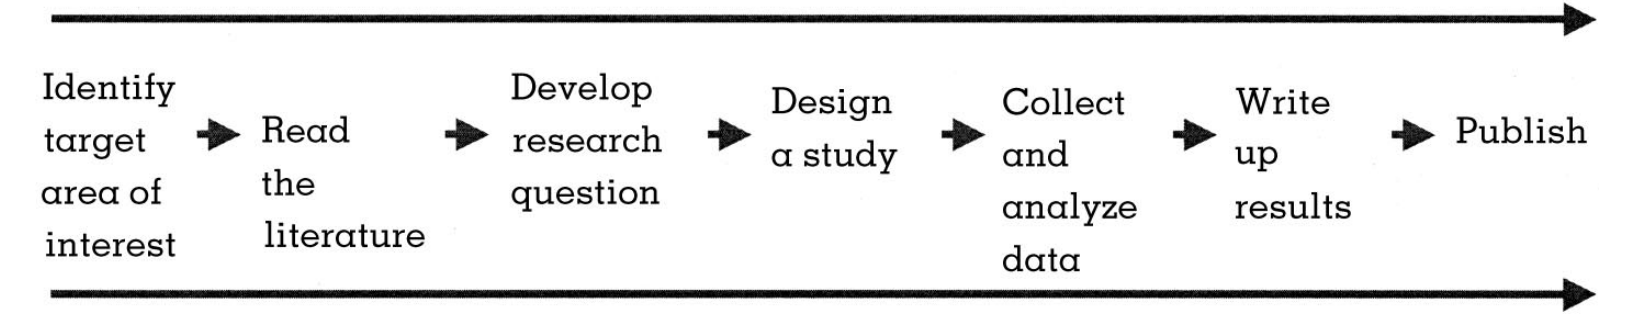 Identify
target
area of
interest
Read
the
literature
Develop
research
question
Design
a study
Collect
and
analyze
data
Write
up
results
Publish